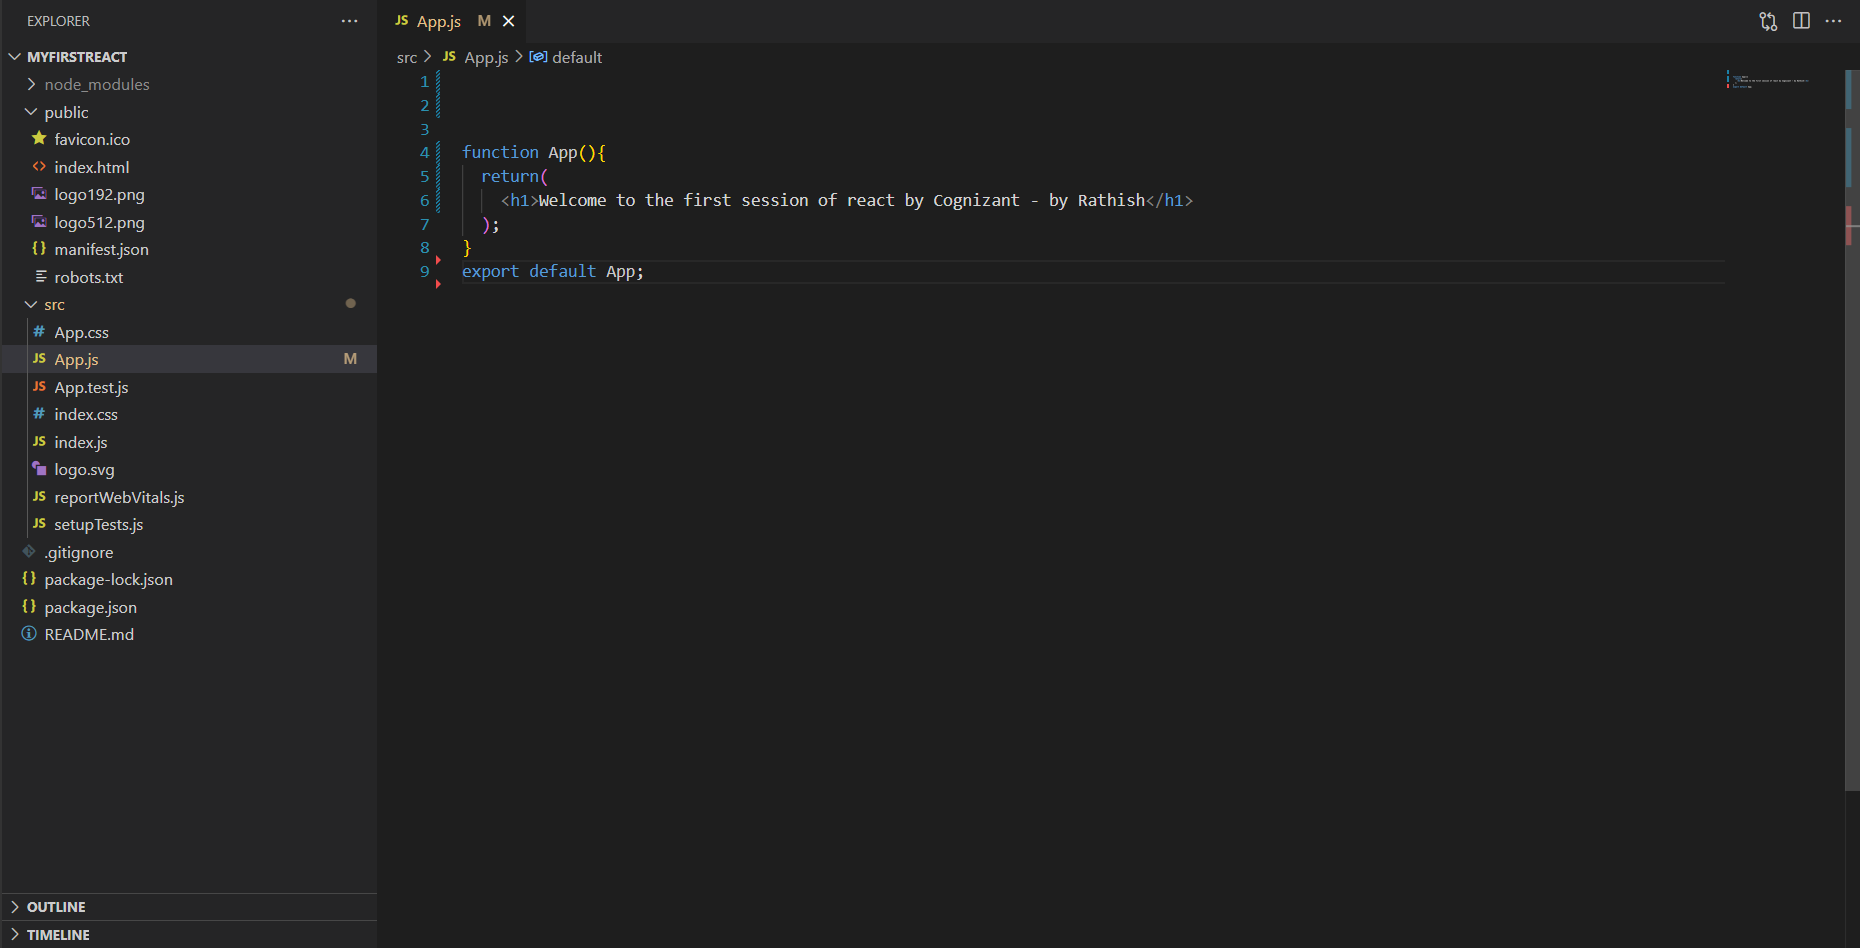 EXPLORER
MYFIRSTREACT
node_modules
public
favicon.ico
index.html
logo192.png
logo512.png
manifest.json
robots.txt
src
App.css
App.js M
App.test.js
index.css
index.js
logo.svg
reportWebVitals.js
setupTests.js
.gitignore
package-lock.json
package.json
README.md
OUTLINE
TIMELINE
JS App.js M
src > JS App.js > default
1
2
3
4 function App(){
5 return(
6 <h1>Welcome to the first session of react by Cognizant - by Rathish</h1>
7 );
8 }
9 export default App;